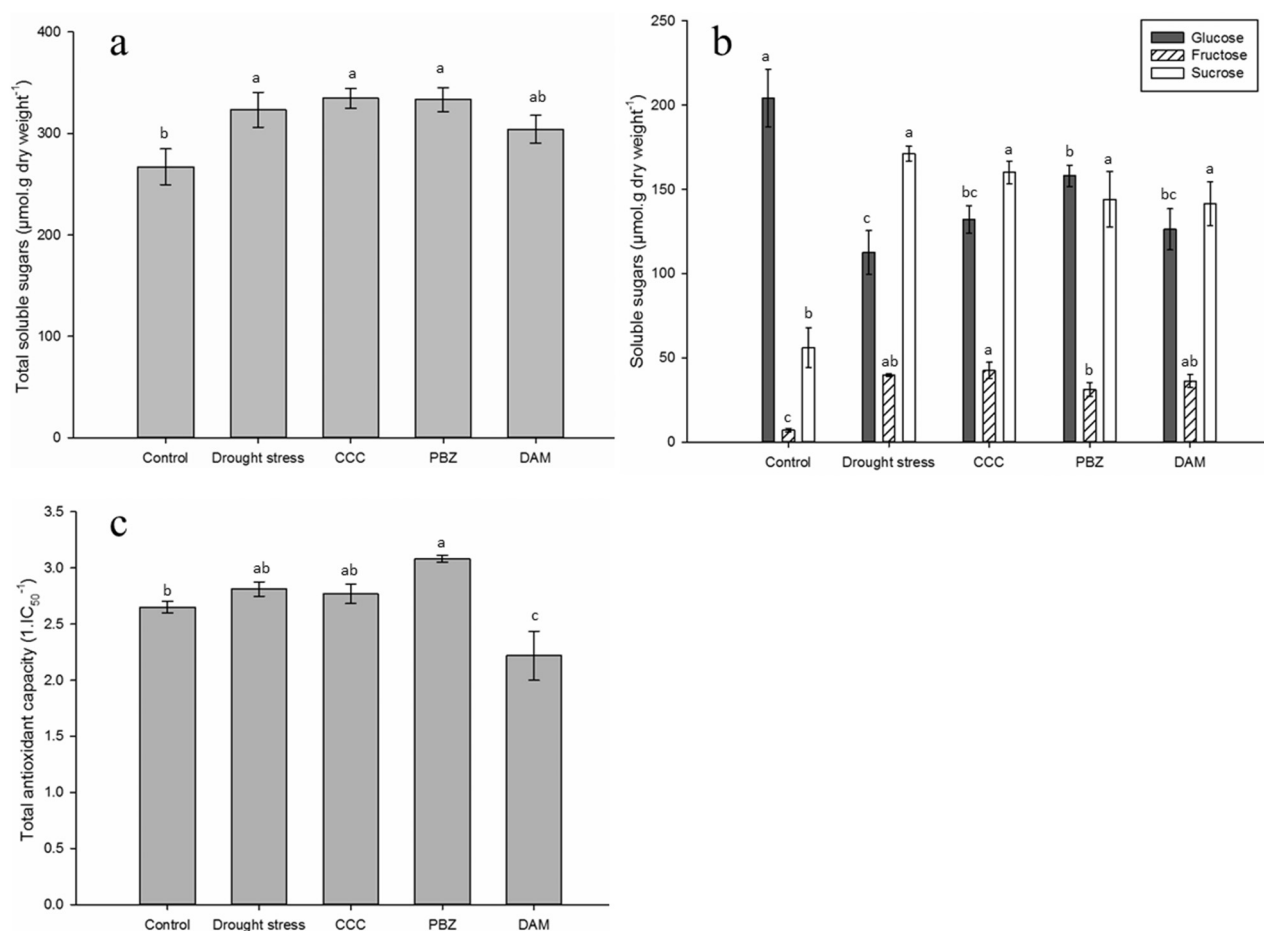 a
Total soluble sugars (µmol.g dry weight⁻¹)
400
300
200
100
0
b
a
a
a
ab
Control Drought stress CCC PBZ DAM
b
Glucose
Fructose
Sucrose
Soluble sugars (µmol.g dry weight⁻¹)
250
200
150
100
50
0
a
c
b
c
ab
a
bc
a
a
b
b
a
bc
ab
a
Control Drought stress CCC PBZ DAM
c
Total antioxidant capacity (1.IC₅₀⁻¹)
3.5
3.0
2.5
2.0
1.5
1.0
0.5
0.0
b
ab
ab
a
c
Control Drought stress CCC PBZ DAM